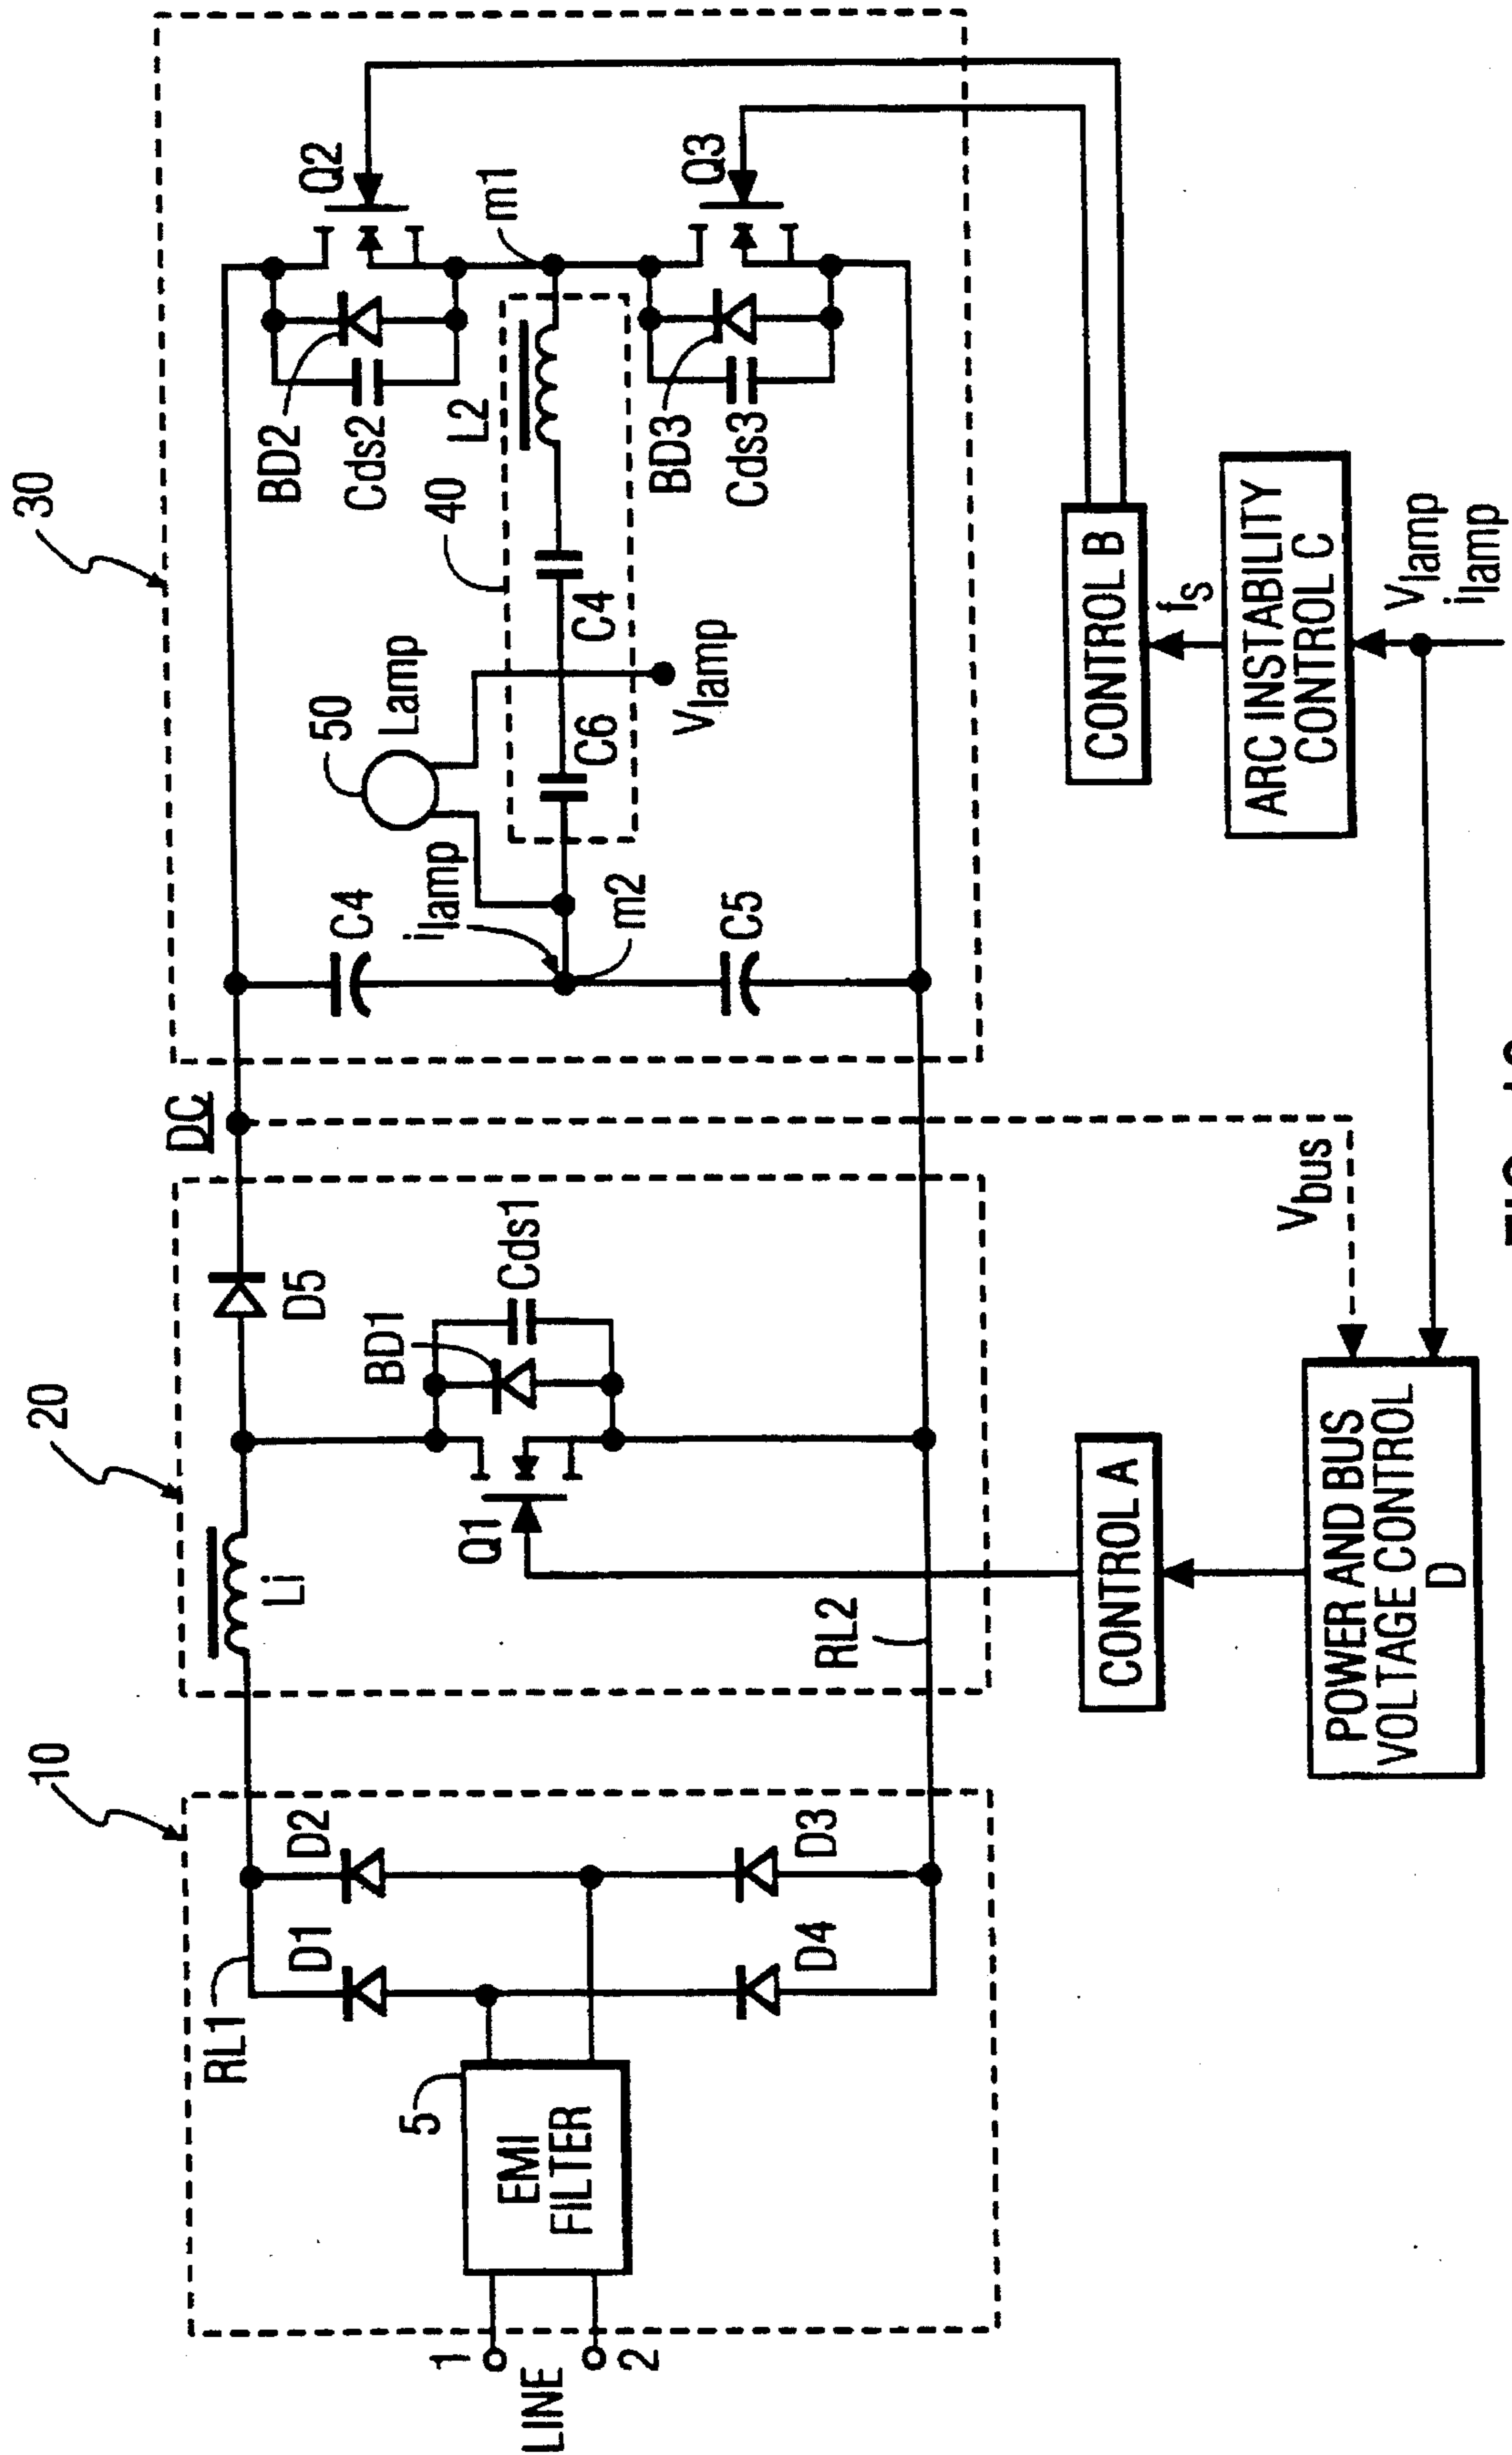 10
20
30
RL1
D1
D2
D4
D3
5
EMI
FILTER
1
LINE
2
Li
D5
DC
Q1
BD1
Cds1
RL2
C4
ilamp
m2
C5
50
Lamp
40
C6
C4
Vlamp
L2
BD2
Cds2
Q2
m1
BD3
Cds3
Q3
CONTROL A
POWER AND BUS
VOLTAGE CONTROL
D
Vbus
CONTROL B
fs
ARC INSTABILITY
CONTROL C
Vlamp
ilamp